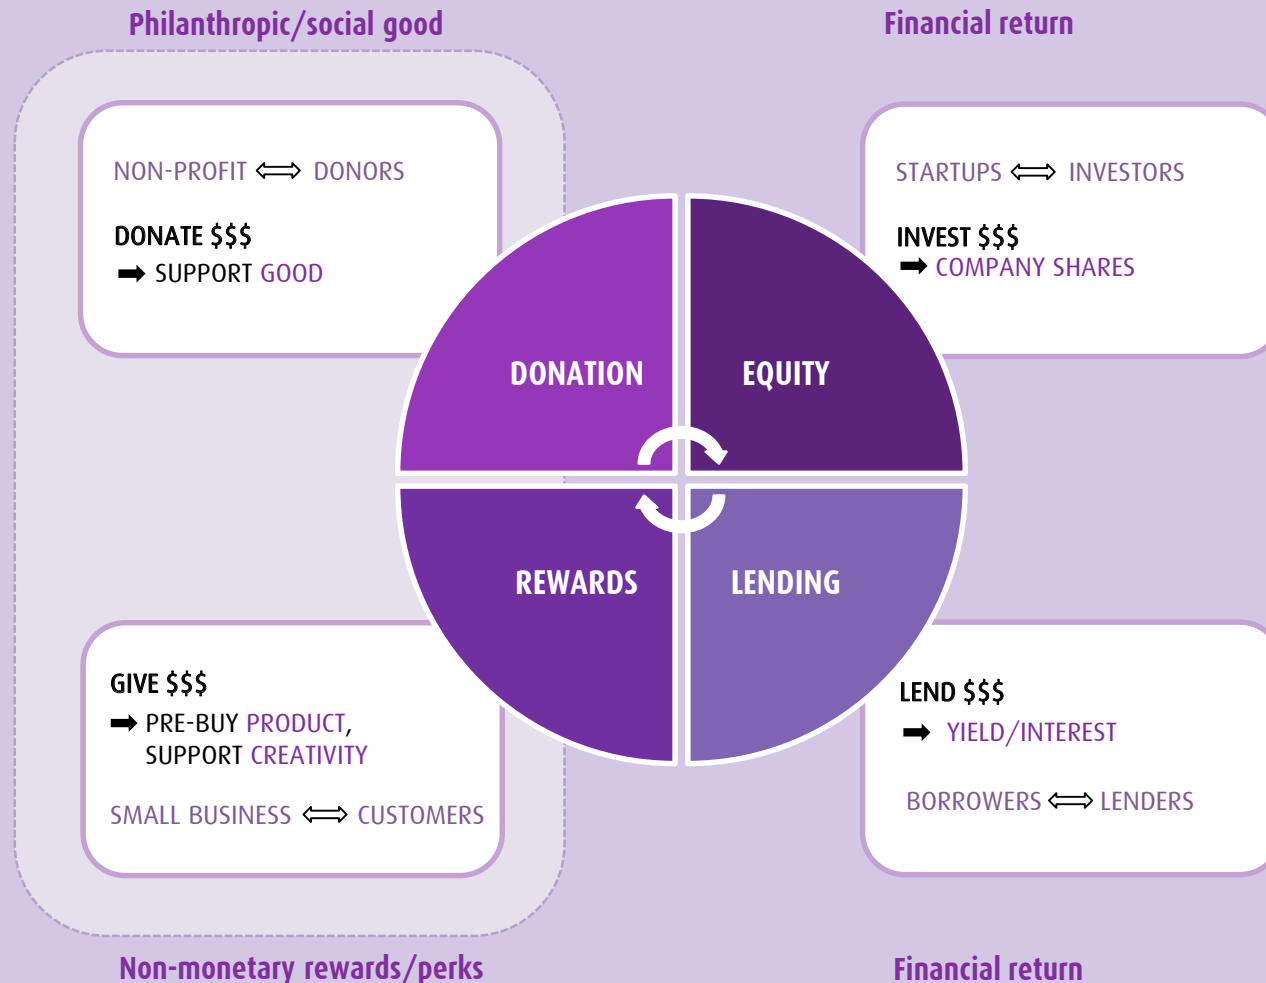 Philanthropic/social good
Financial return
NON-PROFIT ⇔ DONORS
DONATE $$$
➡ SUPPORT GOOD
STARTUPS ⇔ INVESTORS
INVEST $$$
➡ COMPANY SHARES
DONATION
EQUITY
REWARDS
LENDING
GIVE $$$
➡ PRE-BUY PRODUCT,
SUPPORT CREATIVITY
SMALL BUSINESS ⇔ CUSTOMERS
LEND $$$
➡ YIELD/INTEREST
BORROWERS ⇔ LENDERS
Non-monetary rewards/perks
Financial return